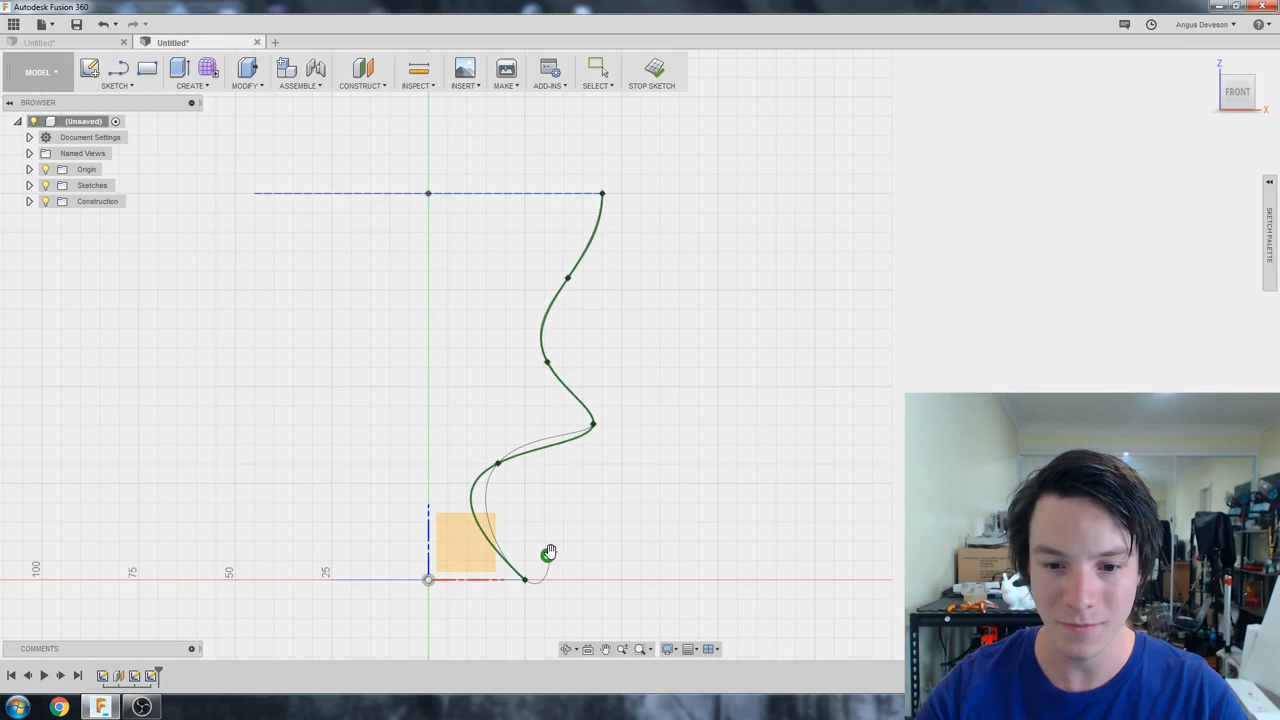 Autodesk Fusion 360
Angus Deveson
Untitled*
Untitled*
MODEL
SKETCH
CREATE
MODIFY
ASSEMBLE
CONSTRUCT
INSPECT
INSERT
MAKE
ADD-INS
SELECT
STOP SKETCH
BROWSER
(Unsaved)
Document Settings
Named Views
Origin
Sketches
Construction
Z
FRONT
X
SKETCH PALETTE
100
75
50
25
COMMENTS